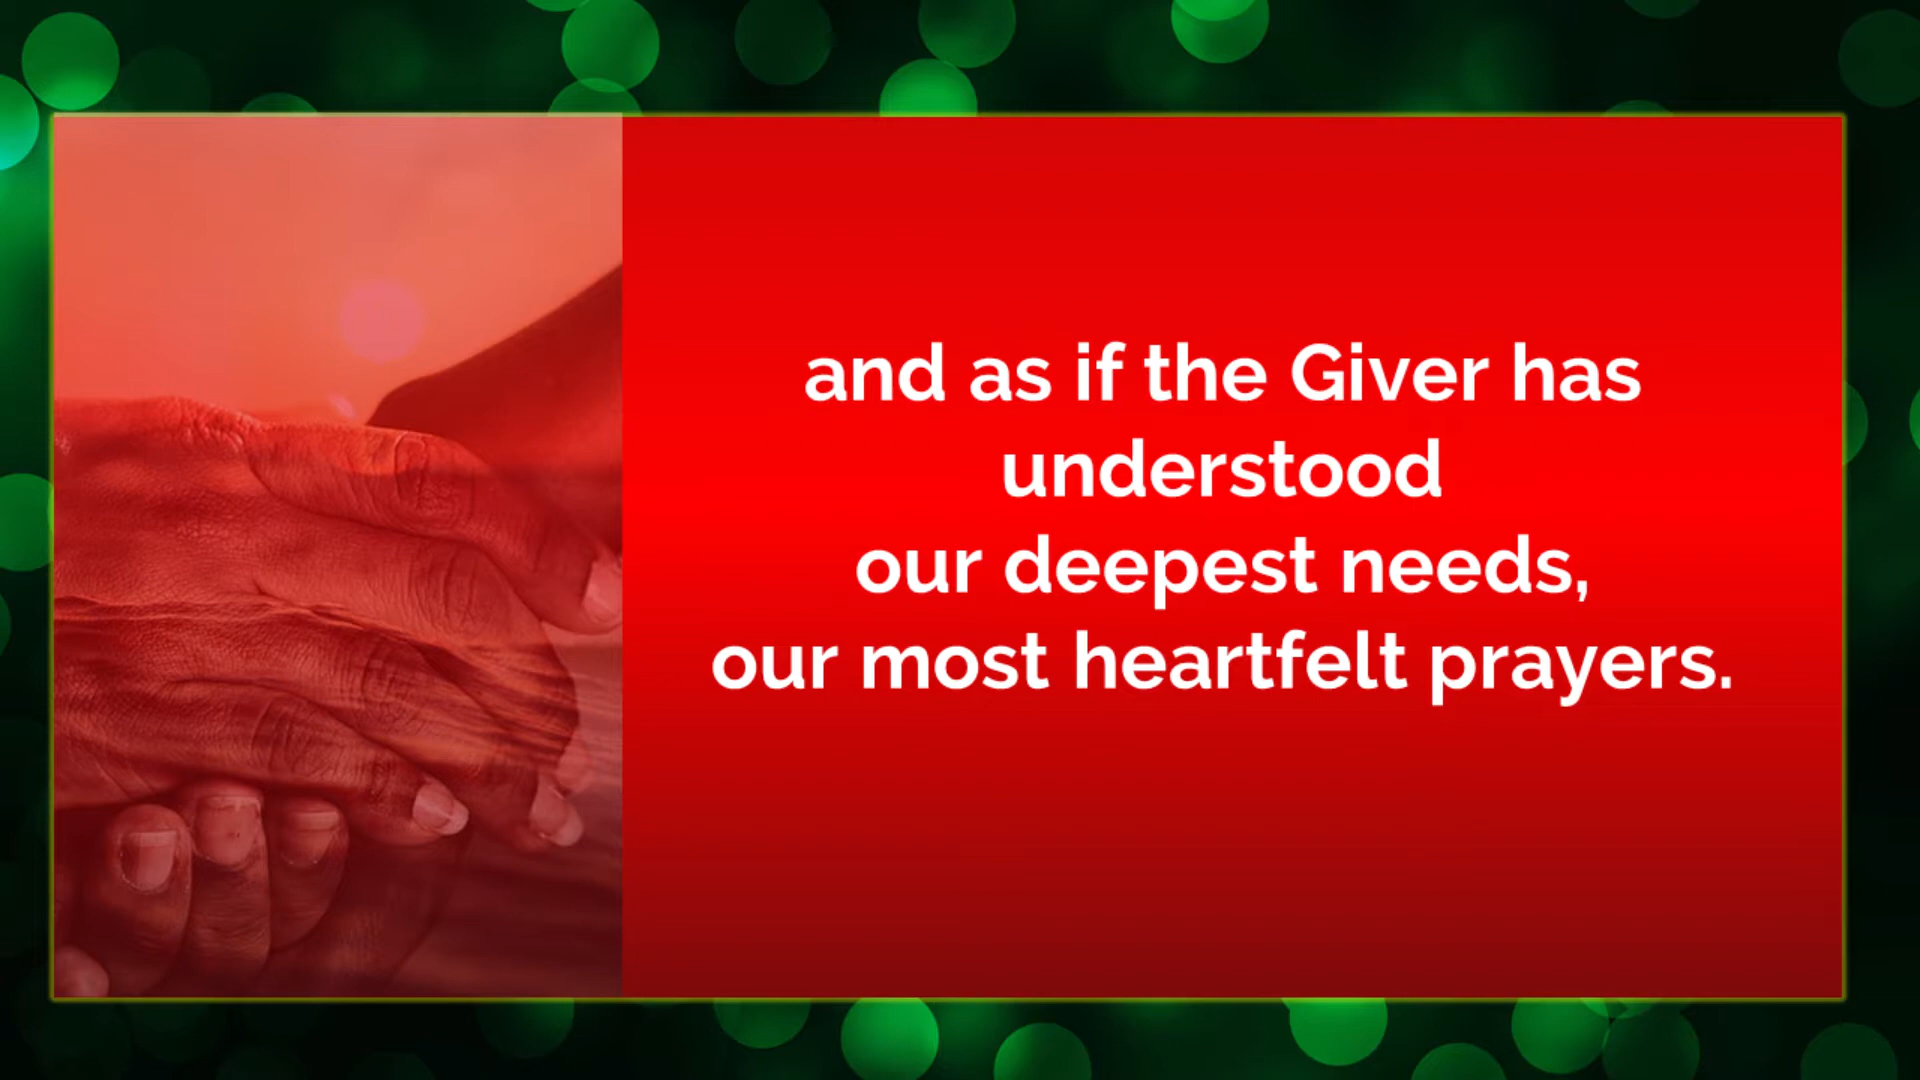 and as if the Giver has
understood
our deepest needs,
our most heartfelt prayers.